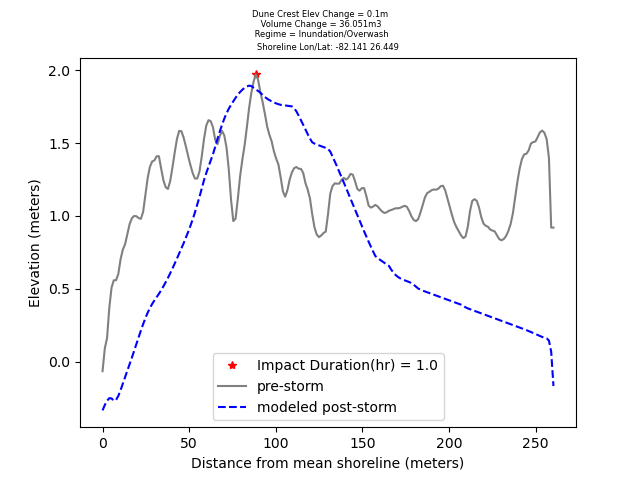 Dune Crest Elev Change = 0.1m
Volume Change = 36.051m3
Regime = Inundation/Overwash
Shoreline Lon/Lat: -82.141 26.449
2.0
1.5
1.0
0.5
0.0
Elevation (meters)
Impact Duration(hr) = 1.0
pre-storm
modeled post-storm
0 50 100 150 200 250
Distance from mean shoreline (meters)